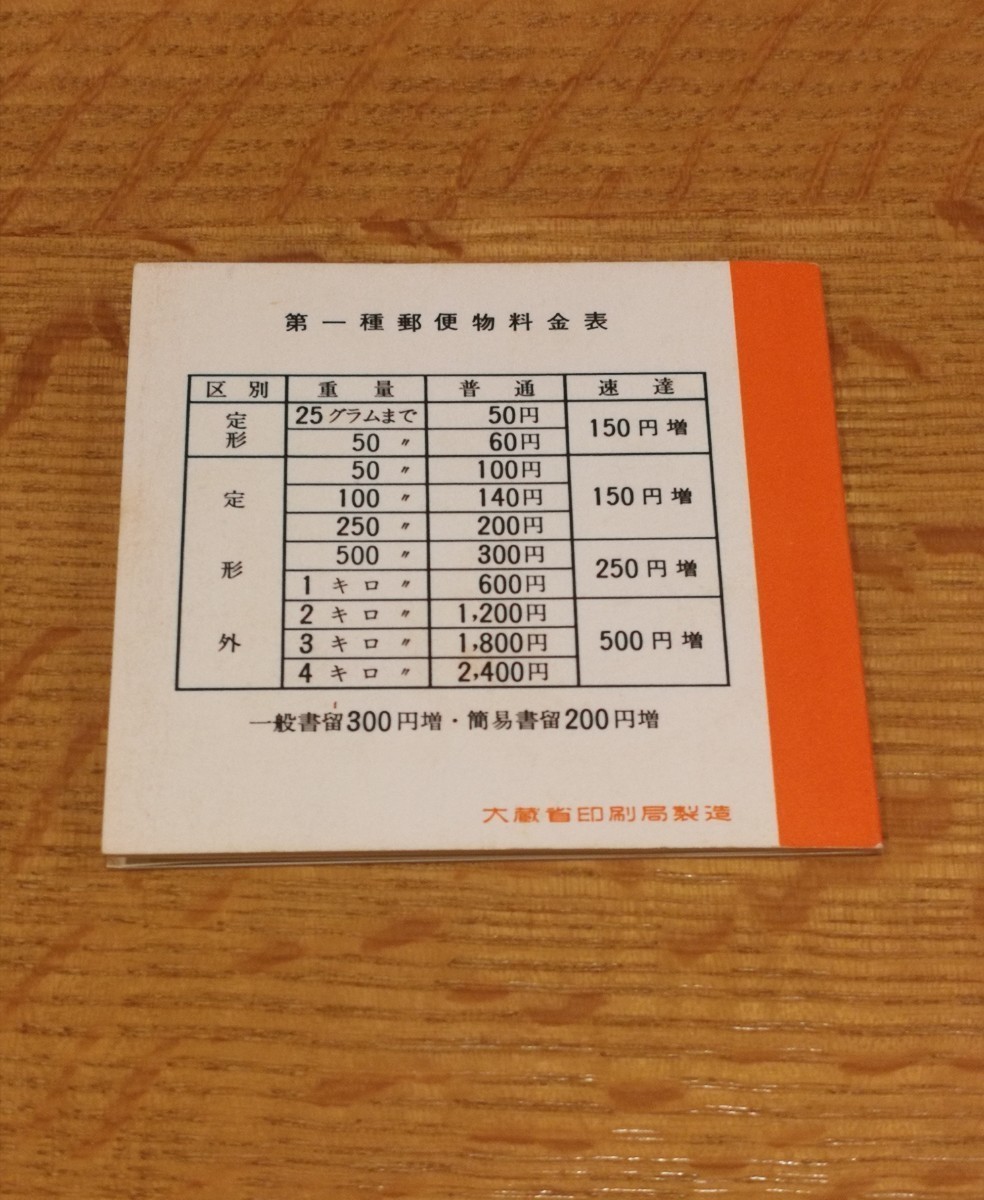 第一種郵便物料金表
区別 重量 普通 速達
定形 25グラムまで 50円 150円増
50 〃 60円
定形外 50 〃 100円 150円増
100 〃 140円
250 〃 200円
500 〃 300円 250円増
1キロ 〃 600円
2キロ 〃 1,200円 500円増
3キロ 〃 1,800円
4キロ 〃 2,400円
一般書留300円増・簡易書留200円増
大蔵省印刷局製造